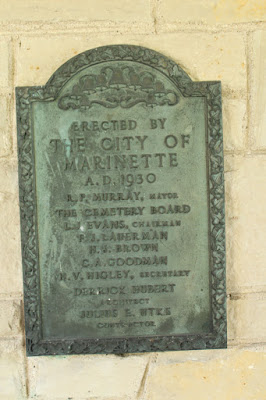 ERECTED BY
THE CITY OF
MARINETTE
A.D. 1930
R. P. MURRAY, MAYOR
THE CEMETERY BOARD
EVANS, CHAIRMAN
LAUERMAN
BROWN
C. A. GOODMAN
H. V. HIGLEY, SECRETARY
DERRICK HUBERT
ARCHITECT
JULIUS E.
CONTRACTOR